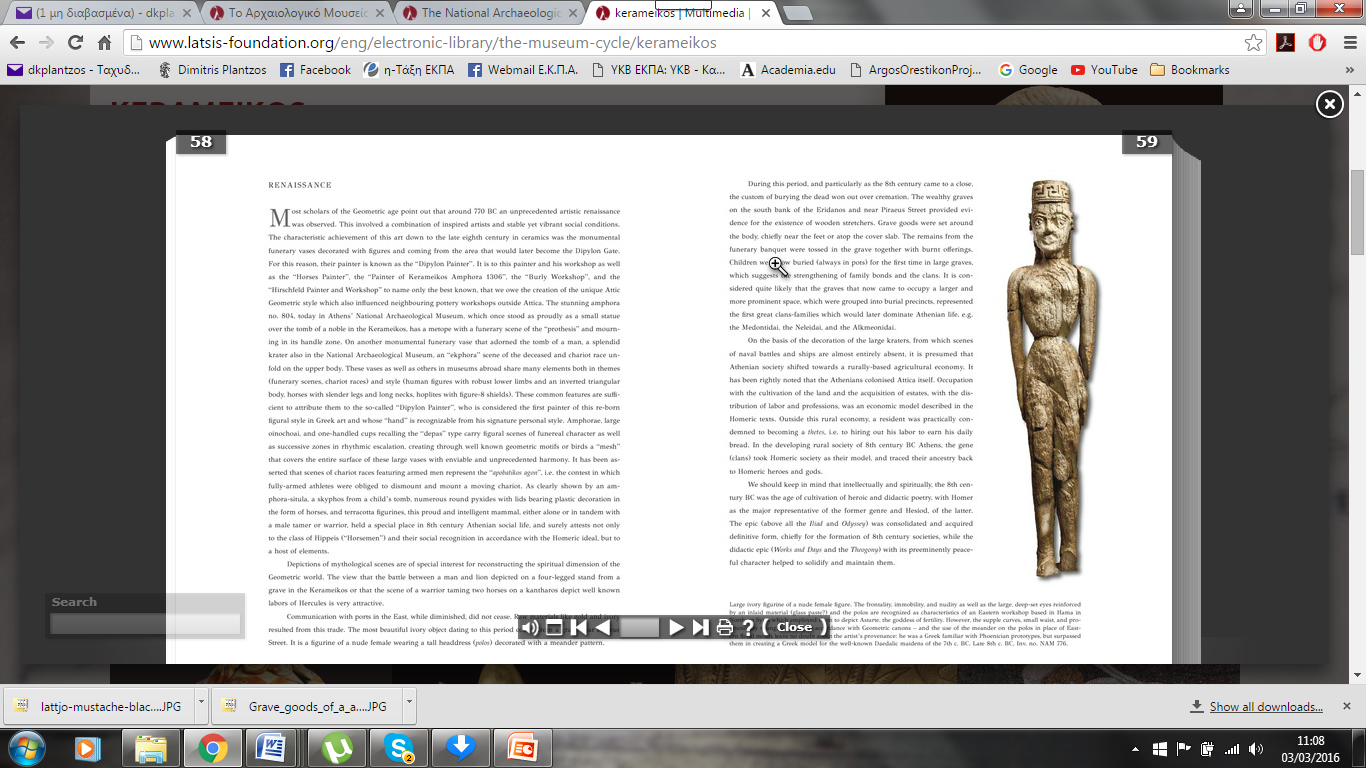 (1 μη διαβασμένα) - dkpla
Το Αρχαιολογικό Μουσεί
The National Archaeologic
kerameikos | Multimedia |
www.latsis-foundation.org/eng/electronic-library/the-museum-cycle/kerameikos
dkplantzos - Ταχυδ...
Dimitris Plantzos
Facebook
η-Τάξη ΕΚΠΑ
Webmail Ε.Κ.Π.Α.
ΥΚΒ ΕΚΠΑ: ΥΚΒ - Κα...
Academia.edu
ArgosOrestikonProj...
Google
YouTube
Bookmarks
KERAMEIKOS
58
59
RENAISSANCE
Most scholars of the Geometric age point out that around 770 BC an unprecedented artistic renaissance
was observed. This involved a combination of inspired artists and stable yet vibrant social conditions.
The characteristic achievement of this art down to the late eighth century in ceramics was the monumental
funerary vases decorated with figures and coming from the area that would later become the Dipylon Gate.
For this reason, their painter is known as the “Dipylon Painter”. It is to this painter and his workshop as well
as the “Horses Painter”, the “Painter of Kerameikos Amphora 1306”, the “Burly Workshop”, and the
“Hirschfeld Painter and Workshop” to name only the best known, that we owe the creation of the unique Attic
Geometric style which also influenced neighbouring pottery workshops outside Attica. The stunning amphora
no. 804, today in Athens’ National Archaeological Museum, which once stood as proudly as a small statue
over the tomb of a noble in the Kerameikos, has a metope with a funerary scene of the “prothesis” and mourn-
ing in its handle zone. On another monumental funerary vase that adorned the tomb of a man, a splendid
krater also in the National Archaeological Museum, an “ekphora” scene of the deceased and chariot race un-
fold on the upper body. These vases as well as others in museums abroad share many elements both in themes
(funerary scenes, chariot races) and style (human figures with robust lower limbs and an inverted triangular
body, horses with slender legs and long necks, hoplites with figure-8 shields). These common features are suffi-
cient to attribute them to the so-called “Dipylon Painter”, who is considered the first painter of this re-born
figural style in Greek art and whose “hand” is recognizable from his signature personal style. Amphorae, large
oinochoai, and one-handled cups recalling the “depas” type carry figural scenes of funereal character as well
as successive zones in rhythmic escalation, creating through well known geometric motifs or birds a “mesh”
that covers the entire surface of these large vases with enviable and unprecedented harmony. It has been as-
serted that scenes of chariot races featuring armed men represent the “apobatikos agon”, i.e. the contest in which
fully-armed athletes were obliged to dismount and mount a moving chariot. As clearly shown by an am-
phora-situla, a skyphos from a child’s tomb, numerous round pyxides with lids bearing plastic decoration in
the form of horses, and terracotta figurines, this proud and intelligent mammal, either alone or in tandem with
a male tamer or warrior, held a special place in 8th century Athenian social life, and surely attests not only
to the class of Hippeis (“Horsemen”) and their social recognition in accordance with the Homeric ideal, but to
a host of elements.
Depictions of mythological scenes are of special interest for reconstructing the spiritual dimension of the
Geometric world. The view that the battle between a man and lion depicted on a four-legged stand from a
grave in the Kerameikos or that the scene of a warrior taming two horses on a kantharos depict well known
labors of Hercules is very attractive.
Communication with ports in the East, while diminished, did not cease. Raw materials like gold and ivory
resulted from this trade. The most beautiful ivory object dating to this period
Street. It is a figurine of a nude female wearing a tall headdress (polos) decorated with a meander pattern.
During this period, and particularly as the 8th century came to a close,
the custom of burying the dead won out over cremation. The wealthy graves
on the south bank of the Eridanos and near Piraeus Street provided evi-
dence for the existence of wooden stretchers. Grave goods were set around
the body, chiefly near the feet or atop the cover slab. The remains from the
funerary banquet were tossed in the grave together with burnt offerings.
Children were now buried (always in pots) for the first time in large graves,
which suggests strengthening of family bonds and the clans. It is con-
sidered quite likely that the graves that now came to occupy a larger and
more prominent space, which were grouped into burial precincts, represented
the first great clans-families which would later dominate Athenian life, e.g.
the Medontidai, the Neleidai, and the Alkmeonidai.
On the basis of the decoration of the large kraters, from which scenes
of naval battles and ships are almost entirely absent, it is presumed that
Athenian society shifted towards a rurally-based agricultural economy. It
has been rightly noted that the Athenians colonised Attica itself. Occupation
with the cultivation of the land and the acquisition of estates, with the dis-
tribution of labor and professions, was an economic model described in the
Homeric texts. Outside this rural economy, a resident was practically con-
demned to becoming a thetes, i.e. to hiring out his labor to earn his daily
bread. In the developing rural society of 8th century BC Athens, the gene
(clans) took Homeric society as their model, and traced their ancestry back
to Homeric heroes and gods.
We should keep in mind that intellectually and spiritually, the 8th cen-
tury BC was the age of cultivation of heroic and didactic poetry, with Homer
as the major representative of the former genre and Hesiod, of the latter.
The epic (above all the Iliad and Odyssey) was consolidated and acquired
definitive form, chiefly for the formation of 8th century societies, while the
didactic epic (Works and Days and the Theogony) with its preeminently peace-
ful character helped to solidify and maintain them.
Large ivory figurine of a nude female figure. The frontality, immobility, and nudity as well as the large, deep-set eyes reinforced
by an inlaid material (glass paste?) and the polos are recognized as characteristics of an Eastern workshop based in Hama in
to depict Astarte, the goddess of fertility. However, the supple curves, small waist, and pro-
dance with Geometric canons – and the use of the meander on the polos in place of East-
the artist’s provenance: he was a Greek familiar with Phoenician prototypes, but surpassed
them in creating a Greek model for the well-known Daedalic maidens of the 7th c. BC. Late 8th c. BC. Inv. no. NAM 776.
Search
Close
lattjo-mustache-blac....JPG
Grave_goods_of_a_a....JPG
Show all downloads...
2
11:08
03/03/2016